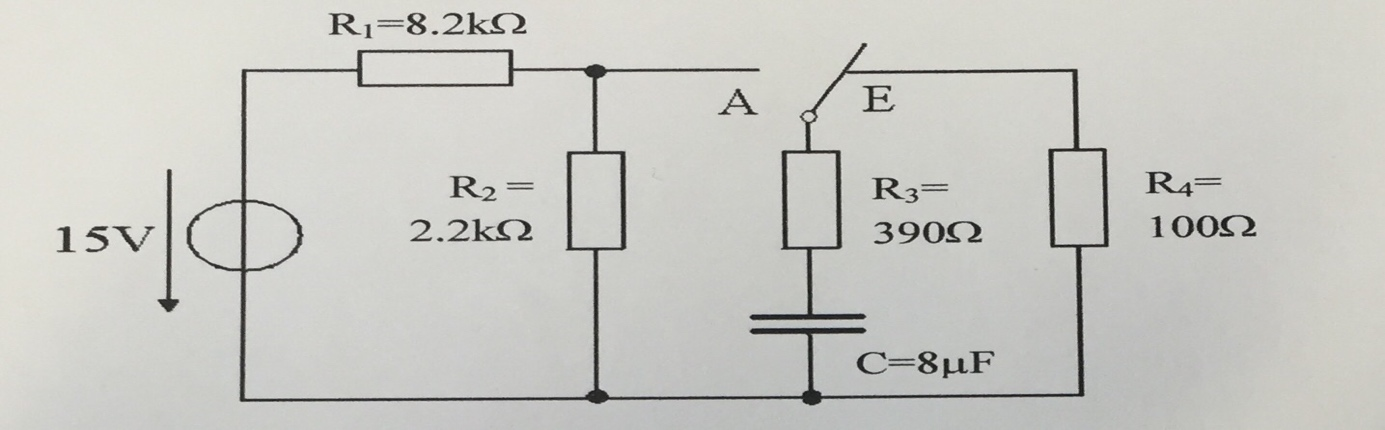 R₁=8.2kΩ
A
E
R₂ =
2.2kΩ
R₃=
390Ω
R₄=
100Ω
15V
C=8μF